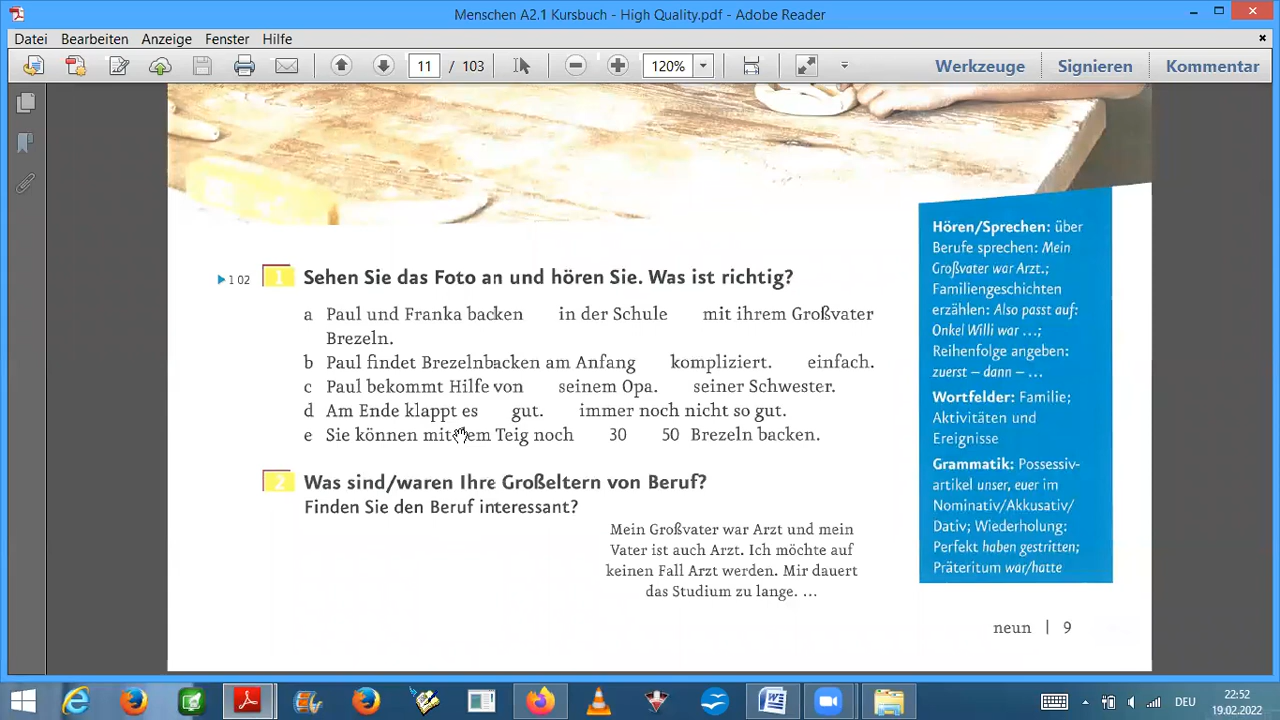 Menschen A2.1 Kursbuch - High Quality.pdf - Adobe Reader
Datei Bearbeiten Anzeige Fenster Hilfe
11 / 103 120% Werkzeuge Signieren Kommentar
1 02 1 Sehen Sie das Foto an und hören Sie. Was ist richtig?
a Paul und Franka backen in der Schule mit ihrem Großvater
Brezeln.
b Paul findet Brezelnbacken am Anfang kompliziert. einfach.
c Paul bekommt Hilfe von seinem Opa. seiner Schwester.
d Am Ende klappt es gut. immer noch nicht so gut.
e Sie können mit Teig noch 30 50 Brezeln backen.
2 Was sind/waren Ihre Großeltern von Beruf?
Finden Sie den Beruf interessant?
Mein Großvater war Arzt und mein
Vater ist auch Arzt. Ich möchte auf
keinen Fall Arzt werden. Mir dauert
das Studium zu lange. ...
Hören/Sprechen: über
Berufe sprechen: Mein
Großvater war Arzt.;
Familiengeschichten
erzählen: Also passt auf:
Onkel Willi war ...;
Reihenfolge angeben:
zuerst – dann – ...
Wortfelder: Familie;
Aktivitäten und
Ereignisse
Grammatik: Possessiv-
artikel unser, euer im
Nominativ/Akkusativ/
Dativ; Wiederholung:
Perfekt haben gestritten;
Präteritum war/hatte
neun | 9
DEU
22:52
19.02.2022